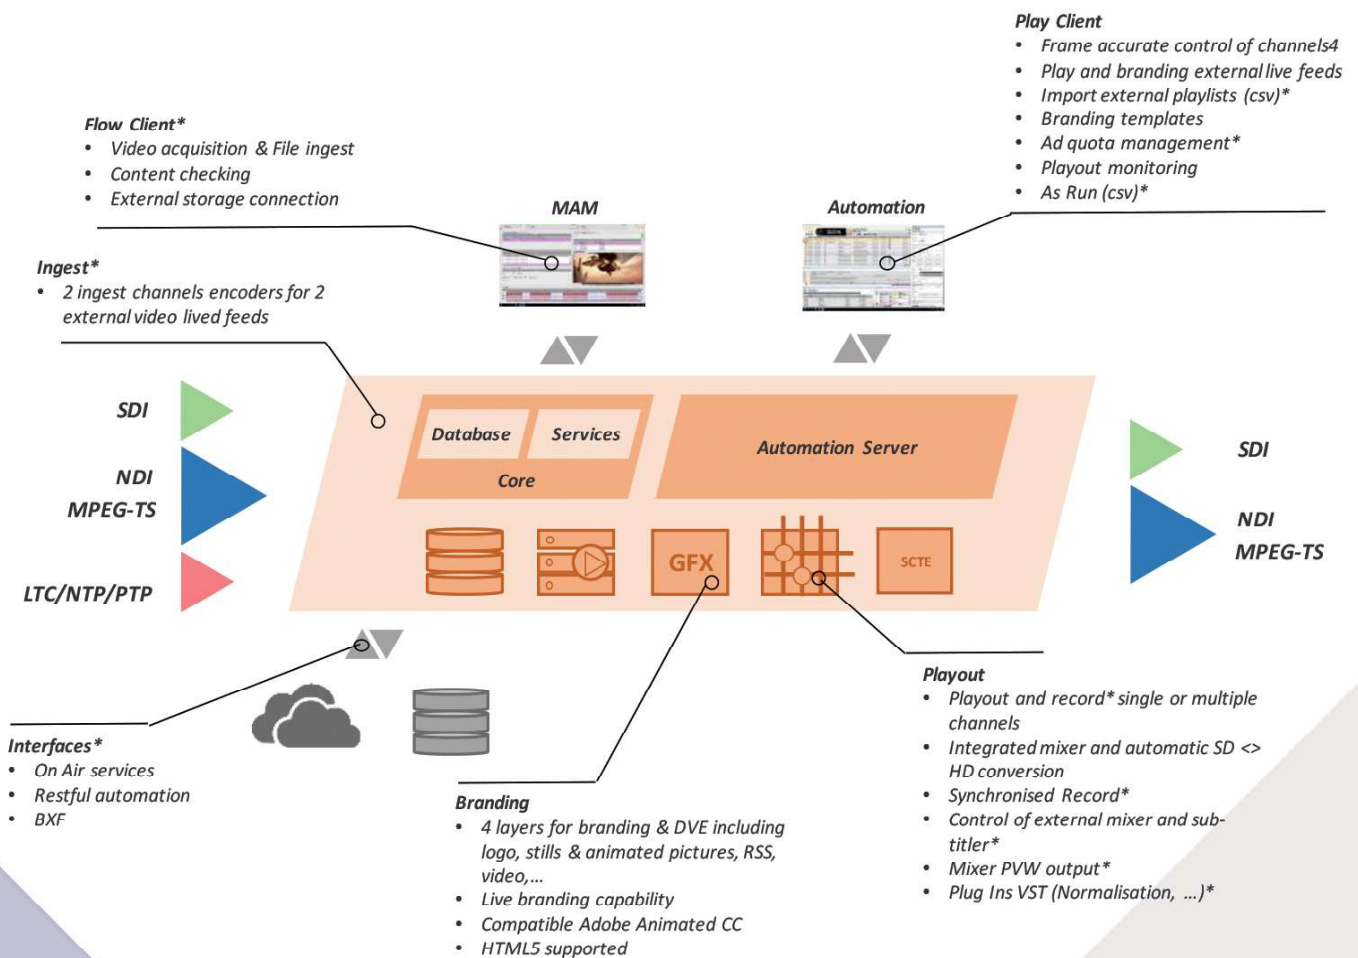 Play Client
• Frame accurate control of channels4
• Play and branding external live feeds
• Import external playlists (csv)*
• Branding templates
• Ad quota management*
• Playout monitoring
• As Run (csv)*
Flow Client*
• Video acquisition & File ingest
• Content checking
• External storage connection
MAM
Automation
Ingest*
• 2 ingest channels encoders for 2
external video lived feeds
SDI
NDI
MPEG-TS
LTC/NTP/PTP
Database
Services
Core
Automation Server
GFX
SCTE
SDI
NDI
MPEG-TS
Interfaces*
• On Air services
• Restful automation
• BXF
Branding
• 4 layers for branding & DVE including
logo, stills & animated pictures, RSS,
video,...
• Live branding capability
• Compatible Adobe Animated CC
• HTML5 supported
Playout
• Playout and record* single or multiple
channels
• Integrated mixer and automatic SD <>
HD conversion
• Synchronised Record*
• Control of external mixer and sub-
titler*
• Mixer PVW output*
• Plug Ins VST (Normalisation, ...)*